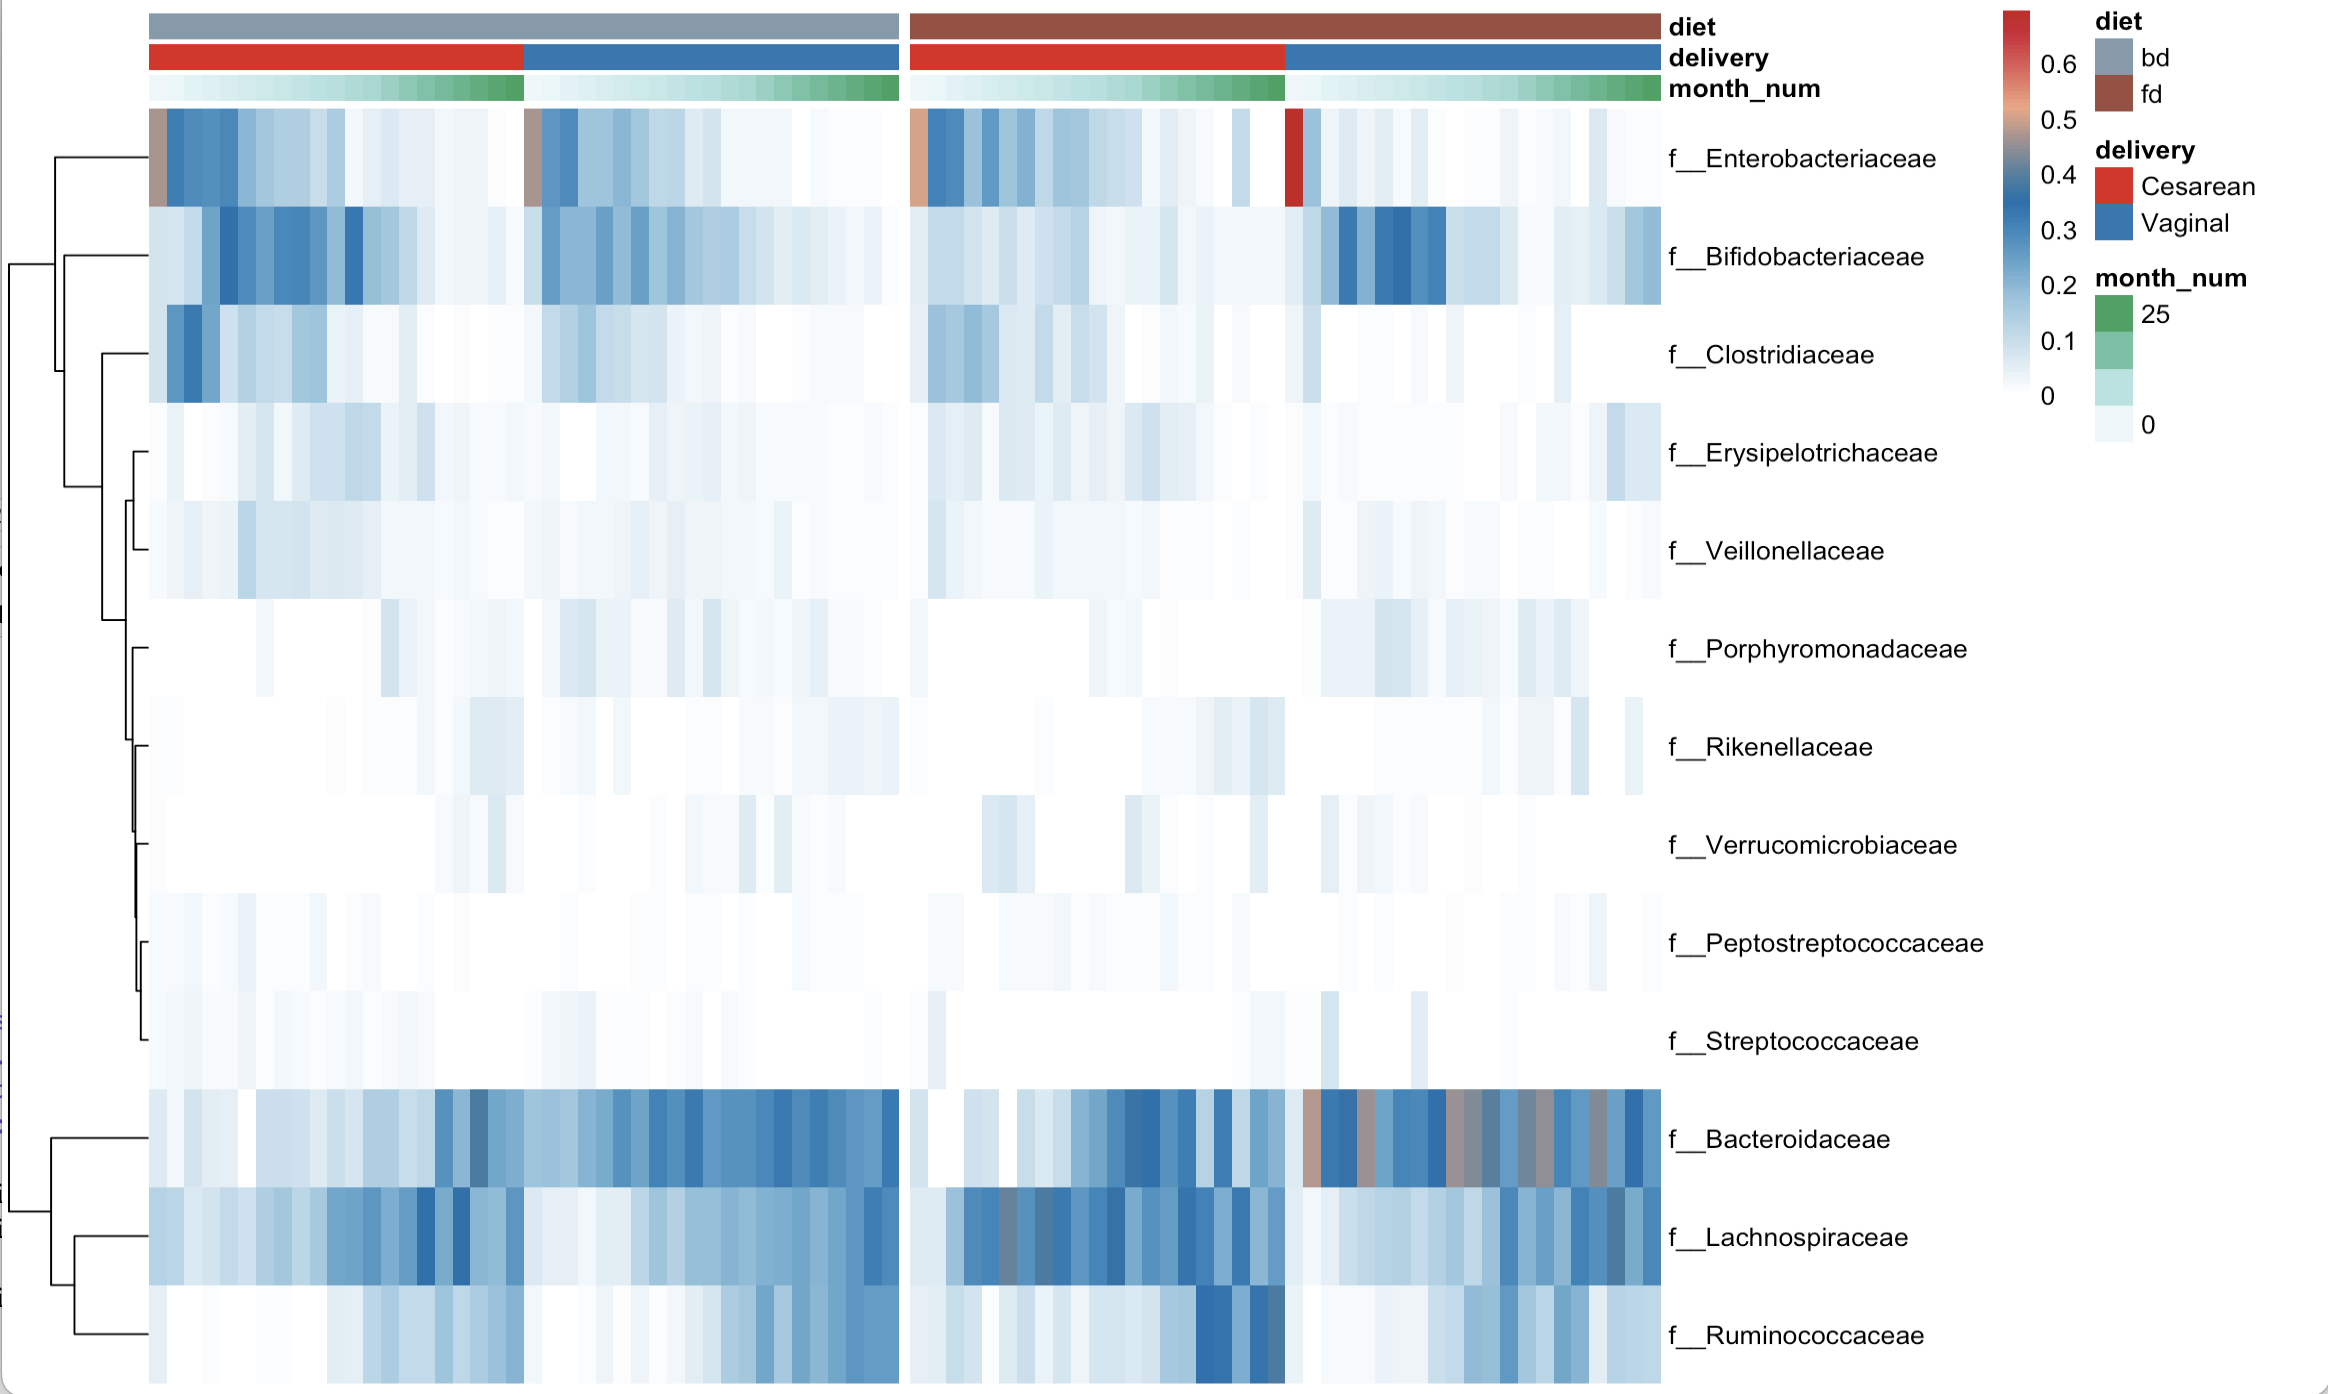 diet
delivery
month_num
f__Enterobacteriaceae
f__Bifidobacteriaceae
f__Clostridiaceae
f__Erysipelotrichaceae
f__Veillonellaceae
f__Porphyromonadaceae
f__Rikenellaceae
f__Verrucomicrobiaceae
f__Peptostreptococcaceae
f__Streptococcaceae
f__Bacteroidaceae
f__Lachnospiraceae
f__Ruminococcaceae
0.6
0.5
0.4
0.3
0.2
0.1
0
diet
bd
fd
delivery
Cesarean
Vaginal
month_num
25
0